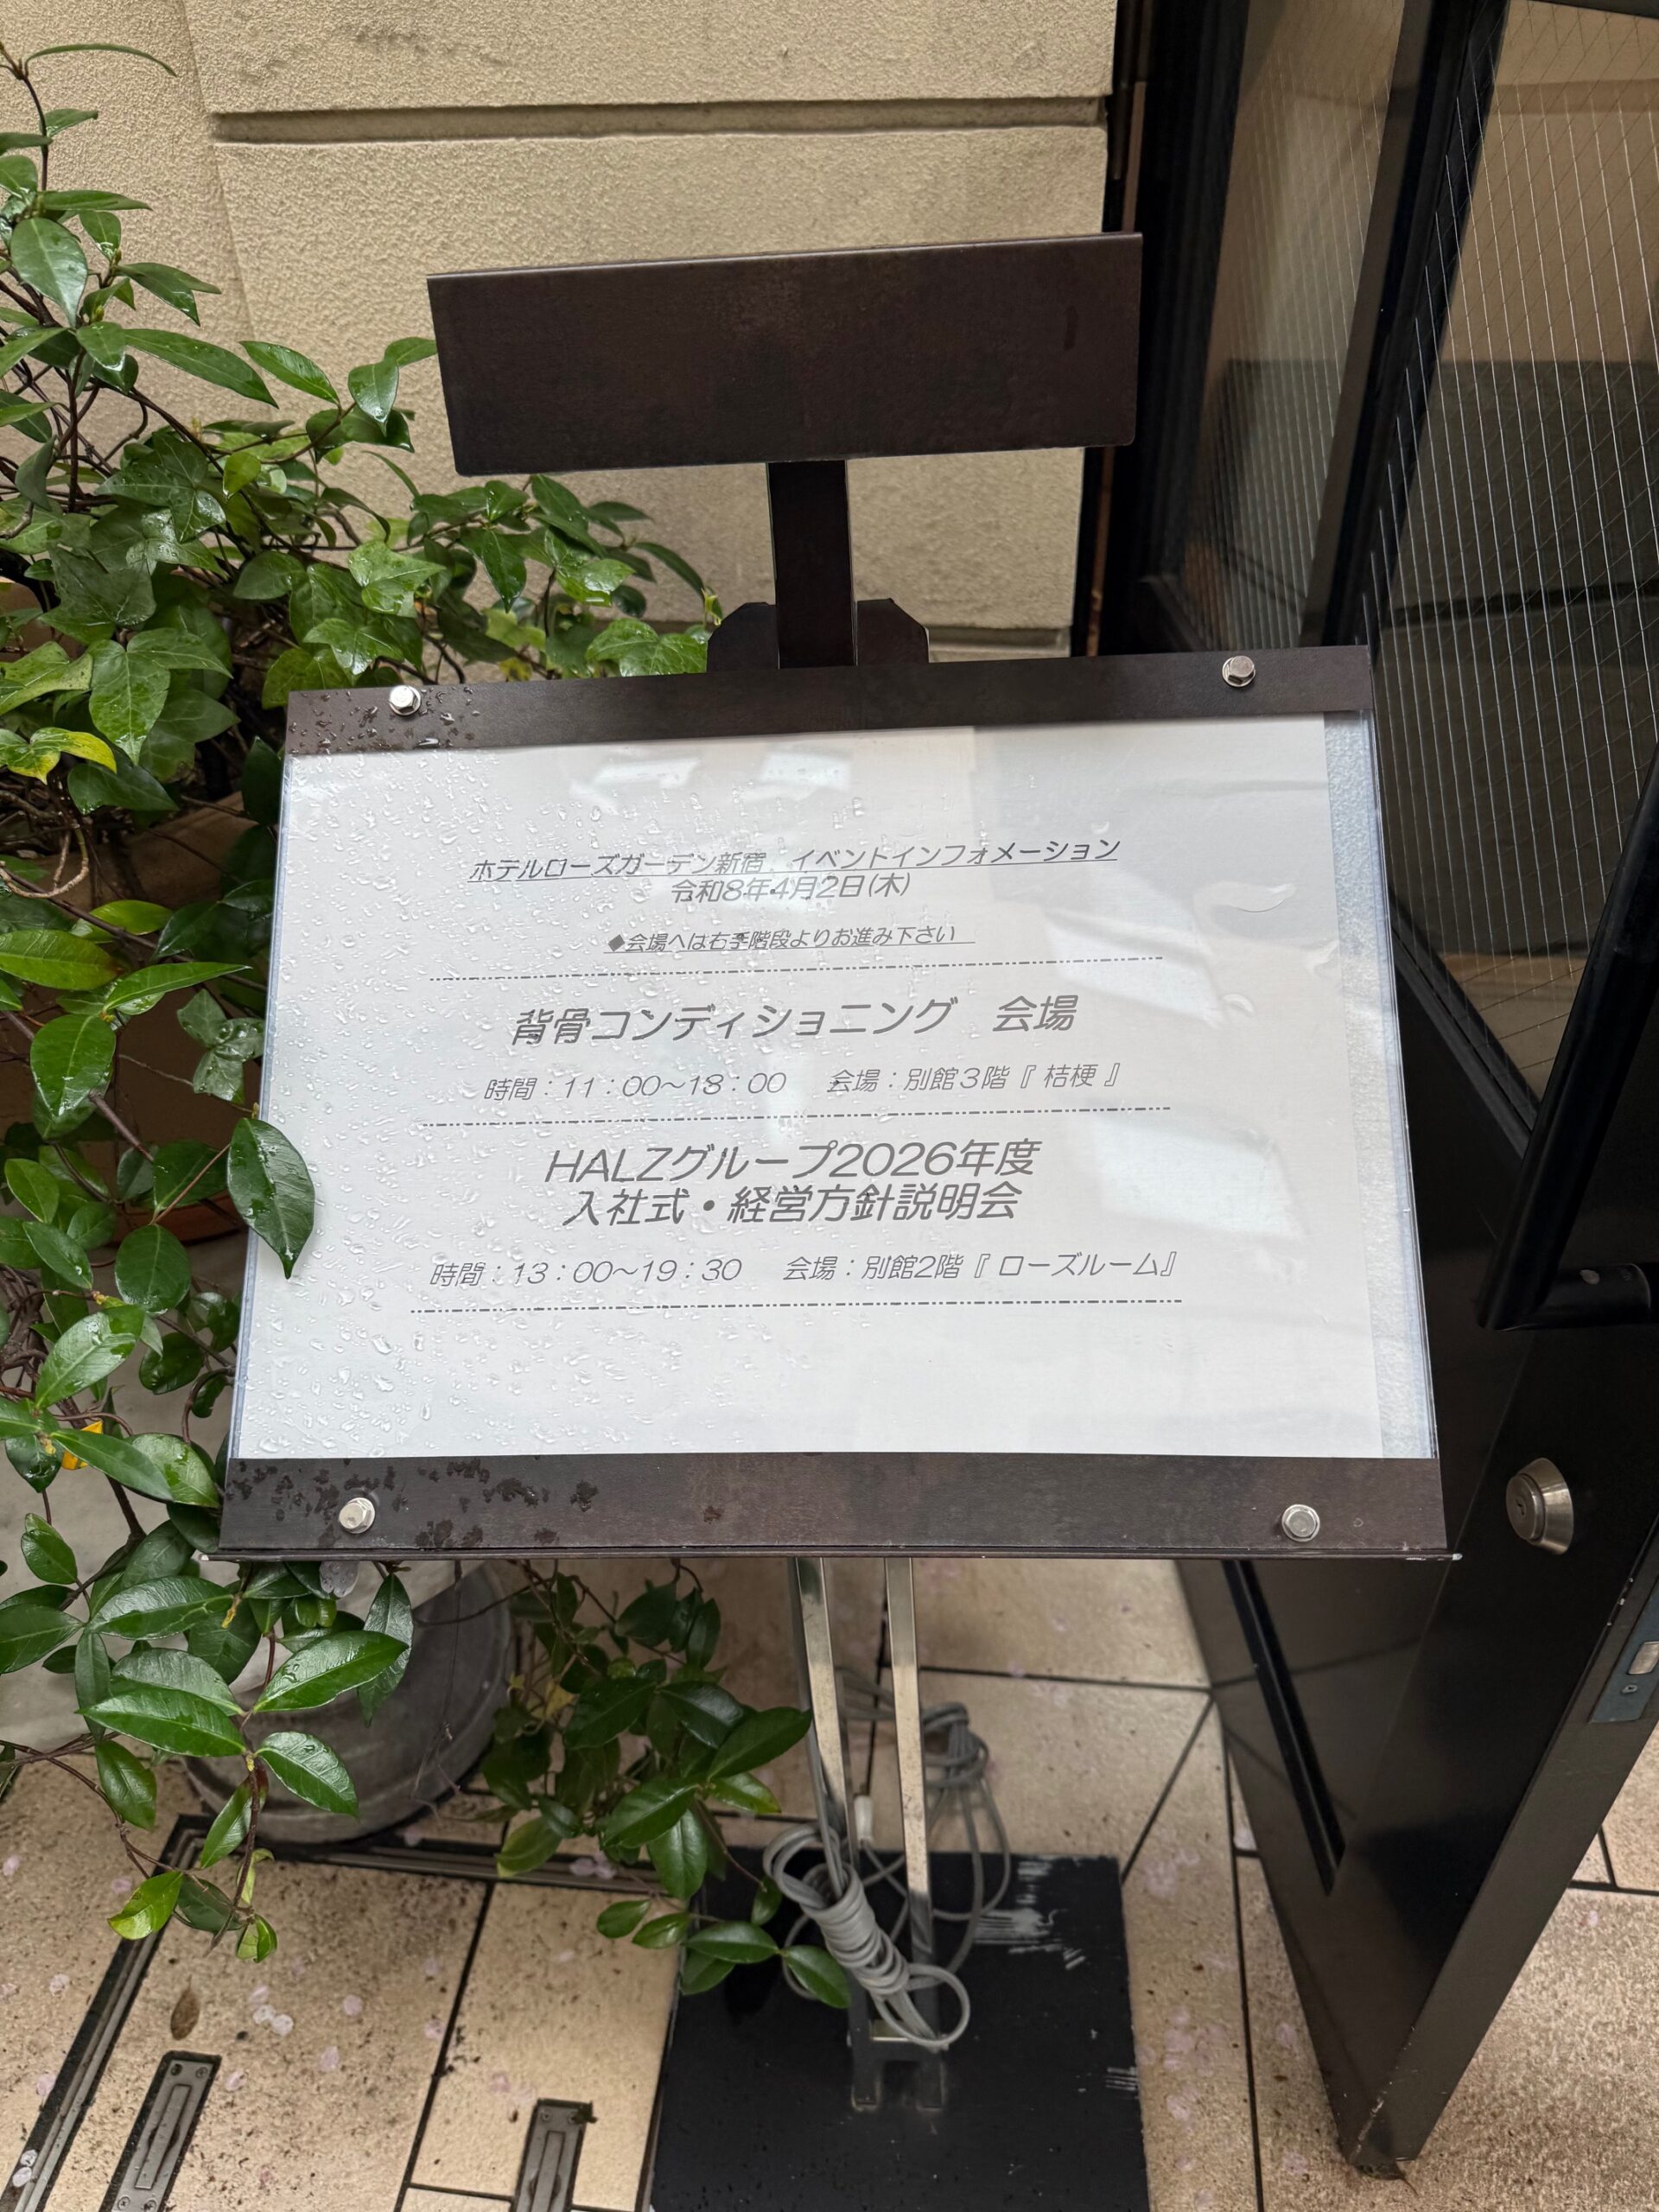 ホテルローズガーデン新宿　イベントインフォメーション
令和8年4月2日(木)
◆会場へは右手階段よりお進み下さい
背骨コンディショニング　会場
時間：11：00～18：00　会場：別館3階『 桔梗 』
HALZグループ2026年度
入社式・経営方針説明会
時間：13：00～19：30　会場：別館2階『 ローズルーム』